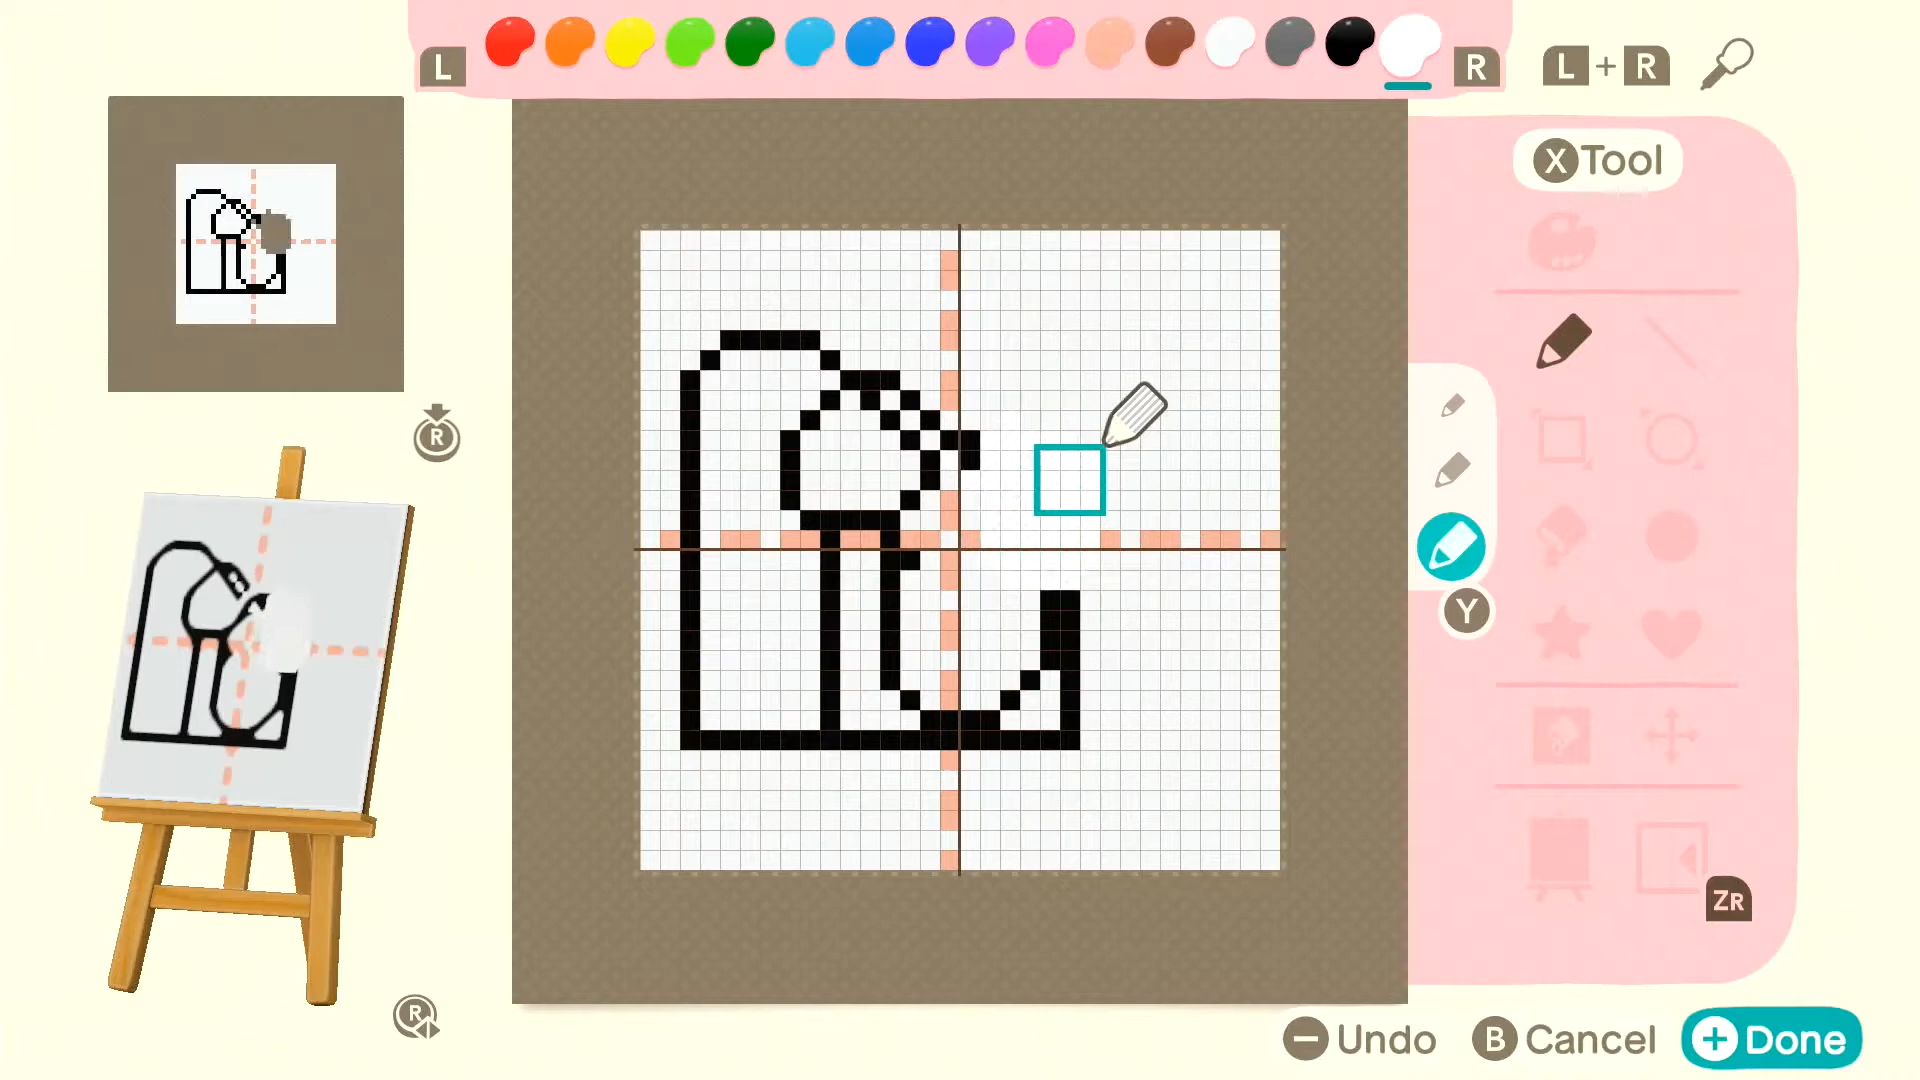 L
R
L + R
X Tool
R
Y
ZR
R
− Undo
B Cancel
+ Done